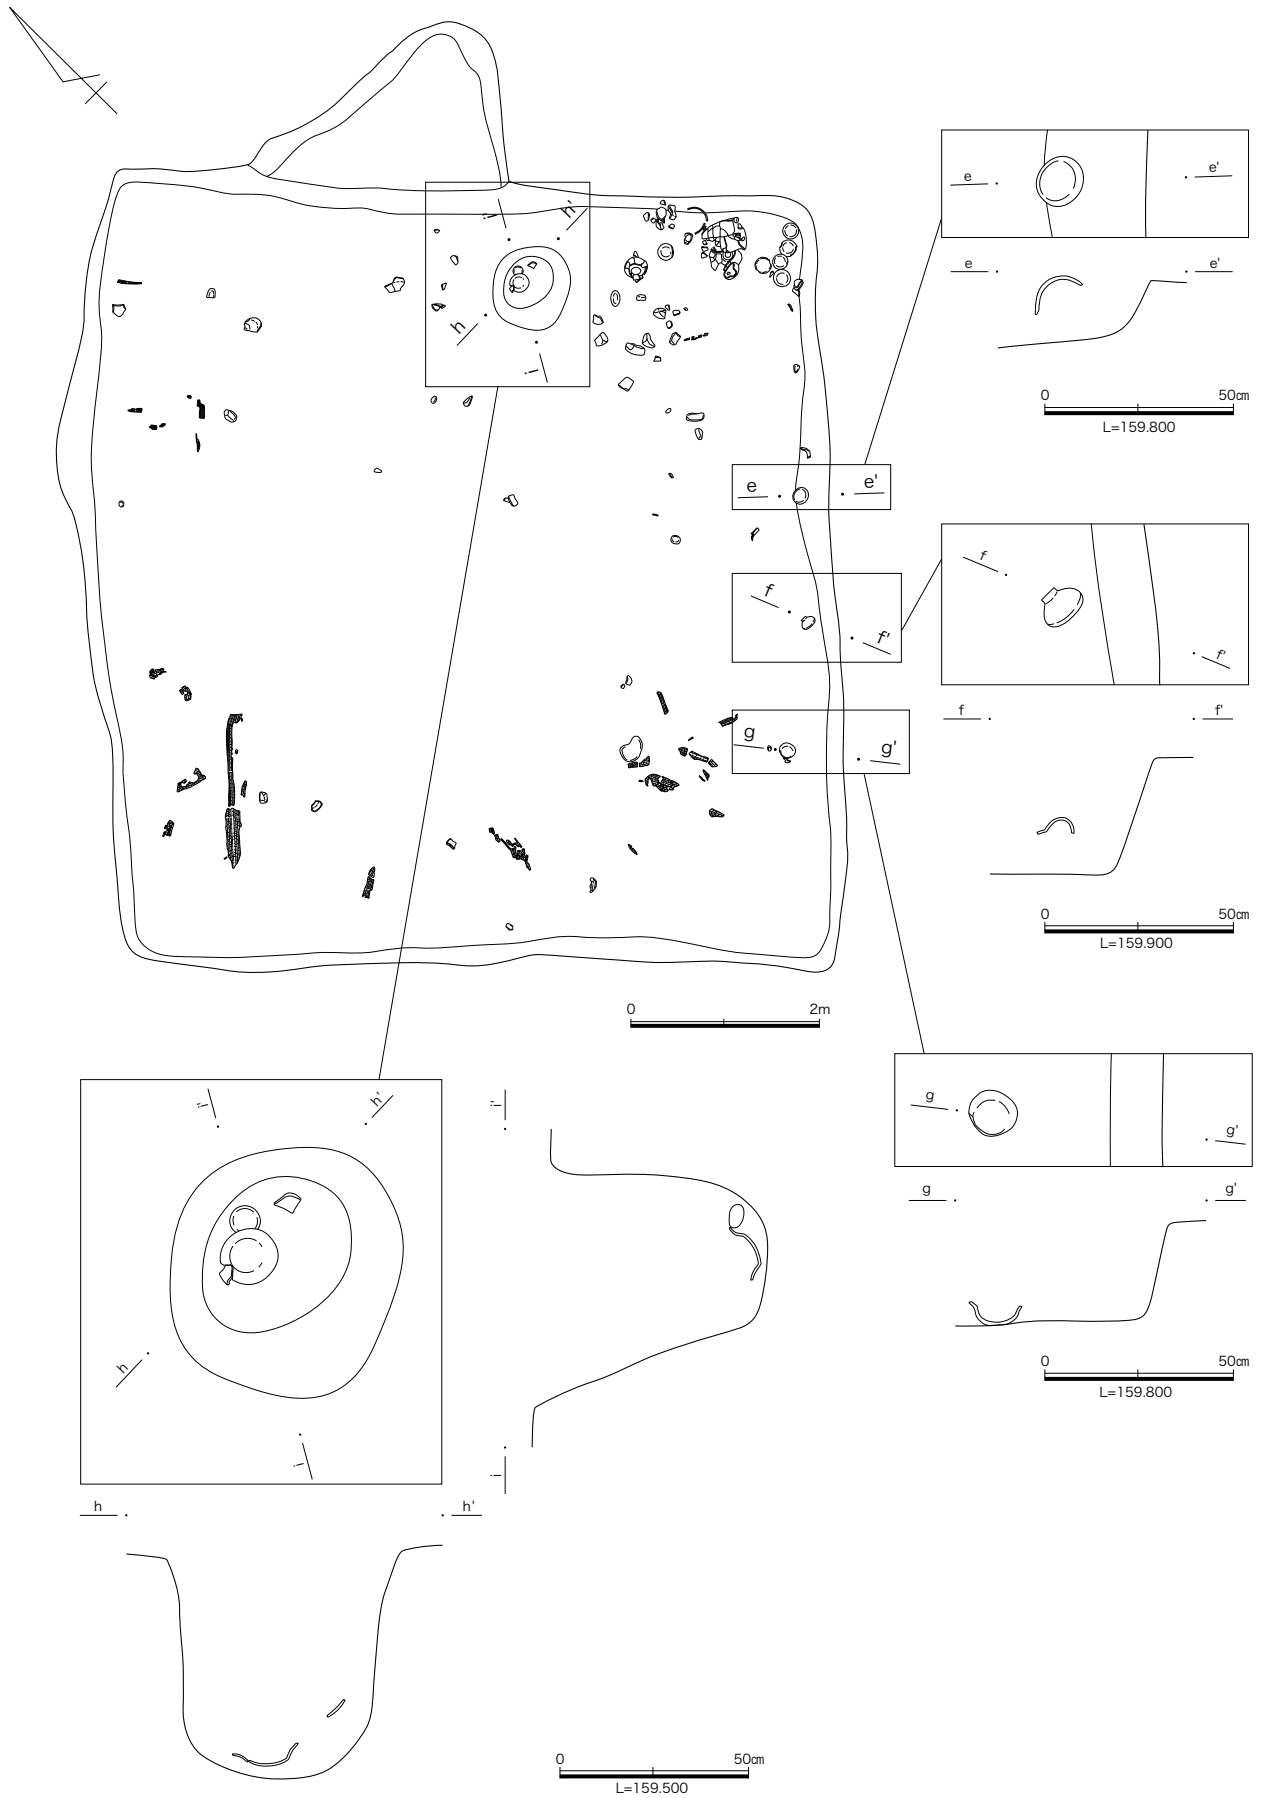 i'
h'
h
i
e
e'
f
f'
g
g'
0 2m
e
e'
e
e'
0 50㎝
L=159.800
f
f'
f
f'
0 50㎝
L=159.900
g
g'
g
g'
0 50㎝
L=159.800
i'
h'
h
i
i'
i
h
h'
0 50㎝
L=159.500